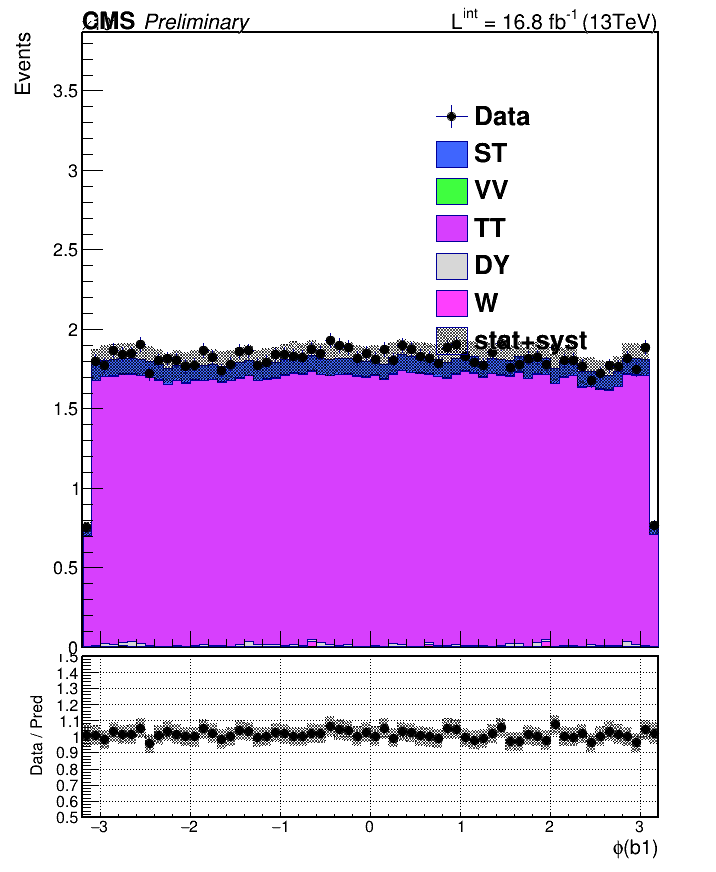 CMS Preliminary L^int = 16.8 fb^-1 (13TeV)
Events
3.5
3
2.5
2
1.5
1
0.5
0
Data
ST
VV
TT
DY
W
stat+syst
Data / Pred
1.5
1.4
1.3
1.2
1.1
1
0.9
0.8
0.7
0.6
0.5
−3 −2 −1 0 1 2 3
ϕ(b1)